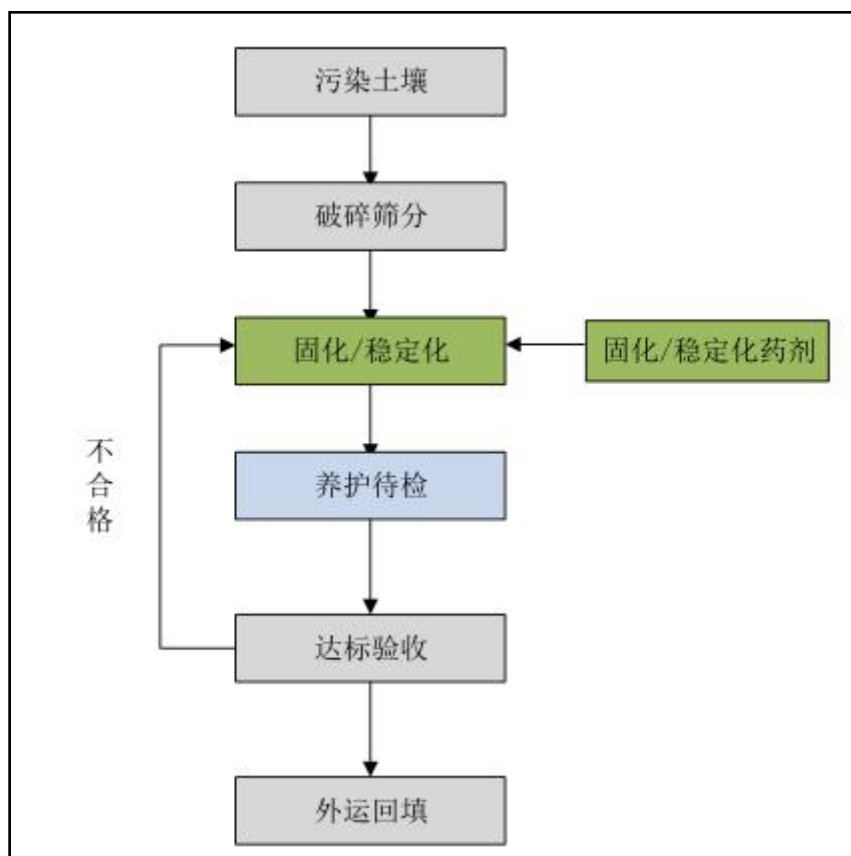 污染土壤
破碎筛分
固化/稳定化
固化/稳定化药剂
养护待检
不合格
达标验收
外运回填